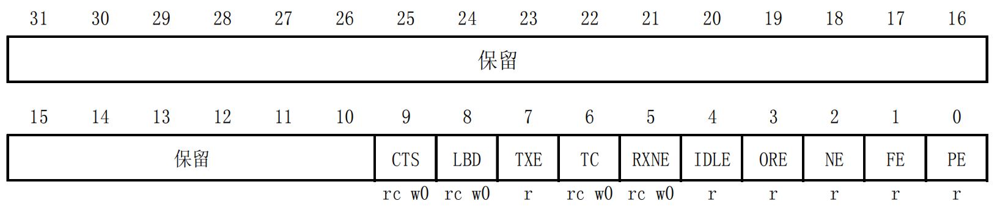 31 30 29 28 27 26 25 24 23 22 21 20 19 18 17 16
保留
15 14 13 12 11 10 9 8 7 6 5 4 3 2 1 0
保留 CTS LBD TXE TC RXNE IDLE ORE NE FE PE
rc w0 rc w0 r rc w0 rc w0 r r r r r